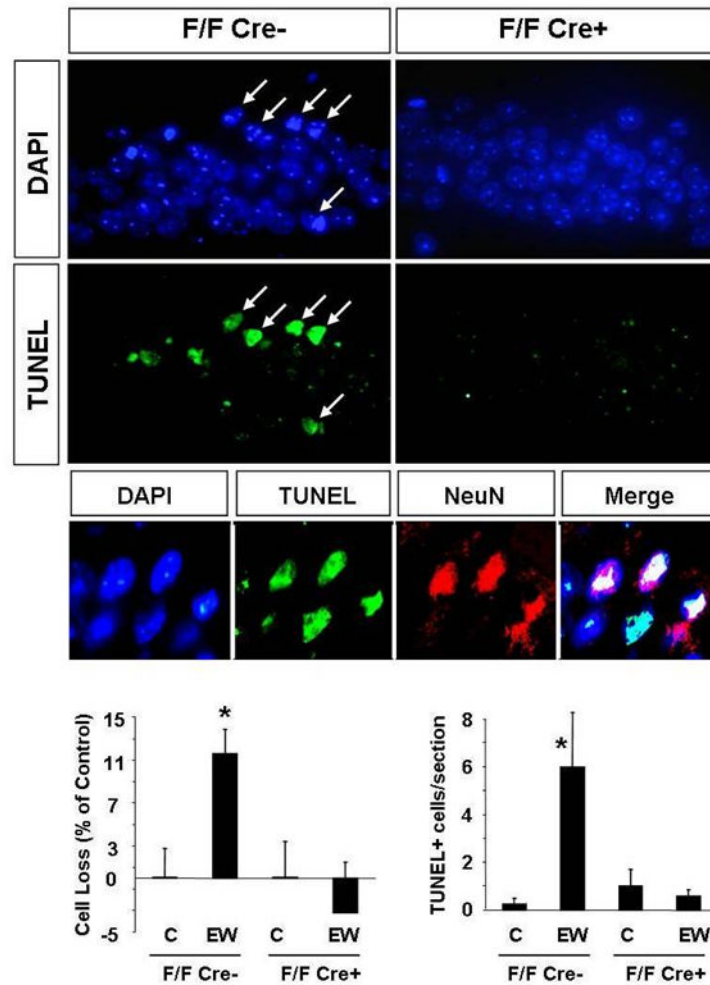 F/F Cre- F/F Cre+
DAPI
TUNEL
DAPI TUNEL NeuN Merge
Cell Loss (% of Control)
15
11
7
3
0
-5
*
C EW C EW
F/F Cre- F/F Cre+
TUNEL+ cells/section
8
6
4
2
0
*
C EW C EW
F/F Cre- F/F Cre+